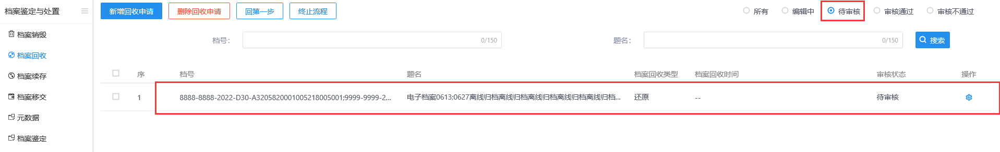 档案鉴定与处置
新增回收申请 删除回收申请 回第一步 终止流程
所有 编辑中 待审核 审核通过 审核不通过
档案销毁
档案回收
档案续存
档案移交
元数据
档案鉴定
档号: 0/150 题名: 0/150 搜索
序 档号 题名 档案回收类型 档案回收时间 审核状态 操作
1 8888-8888-2022-D30-A3205820001005218005001;9999-9999-2... 电子档案0613;0627离线归档离线归档离线归档离线归档离线归档... 还原 -- 待审核